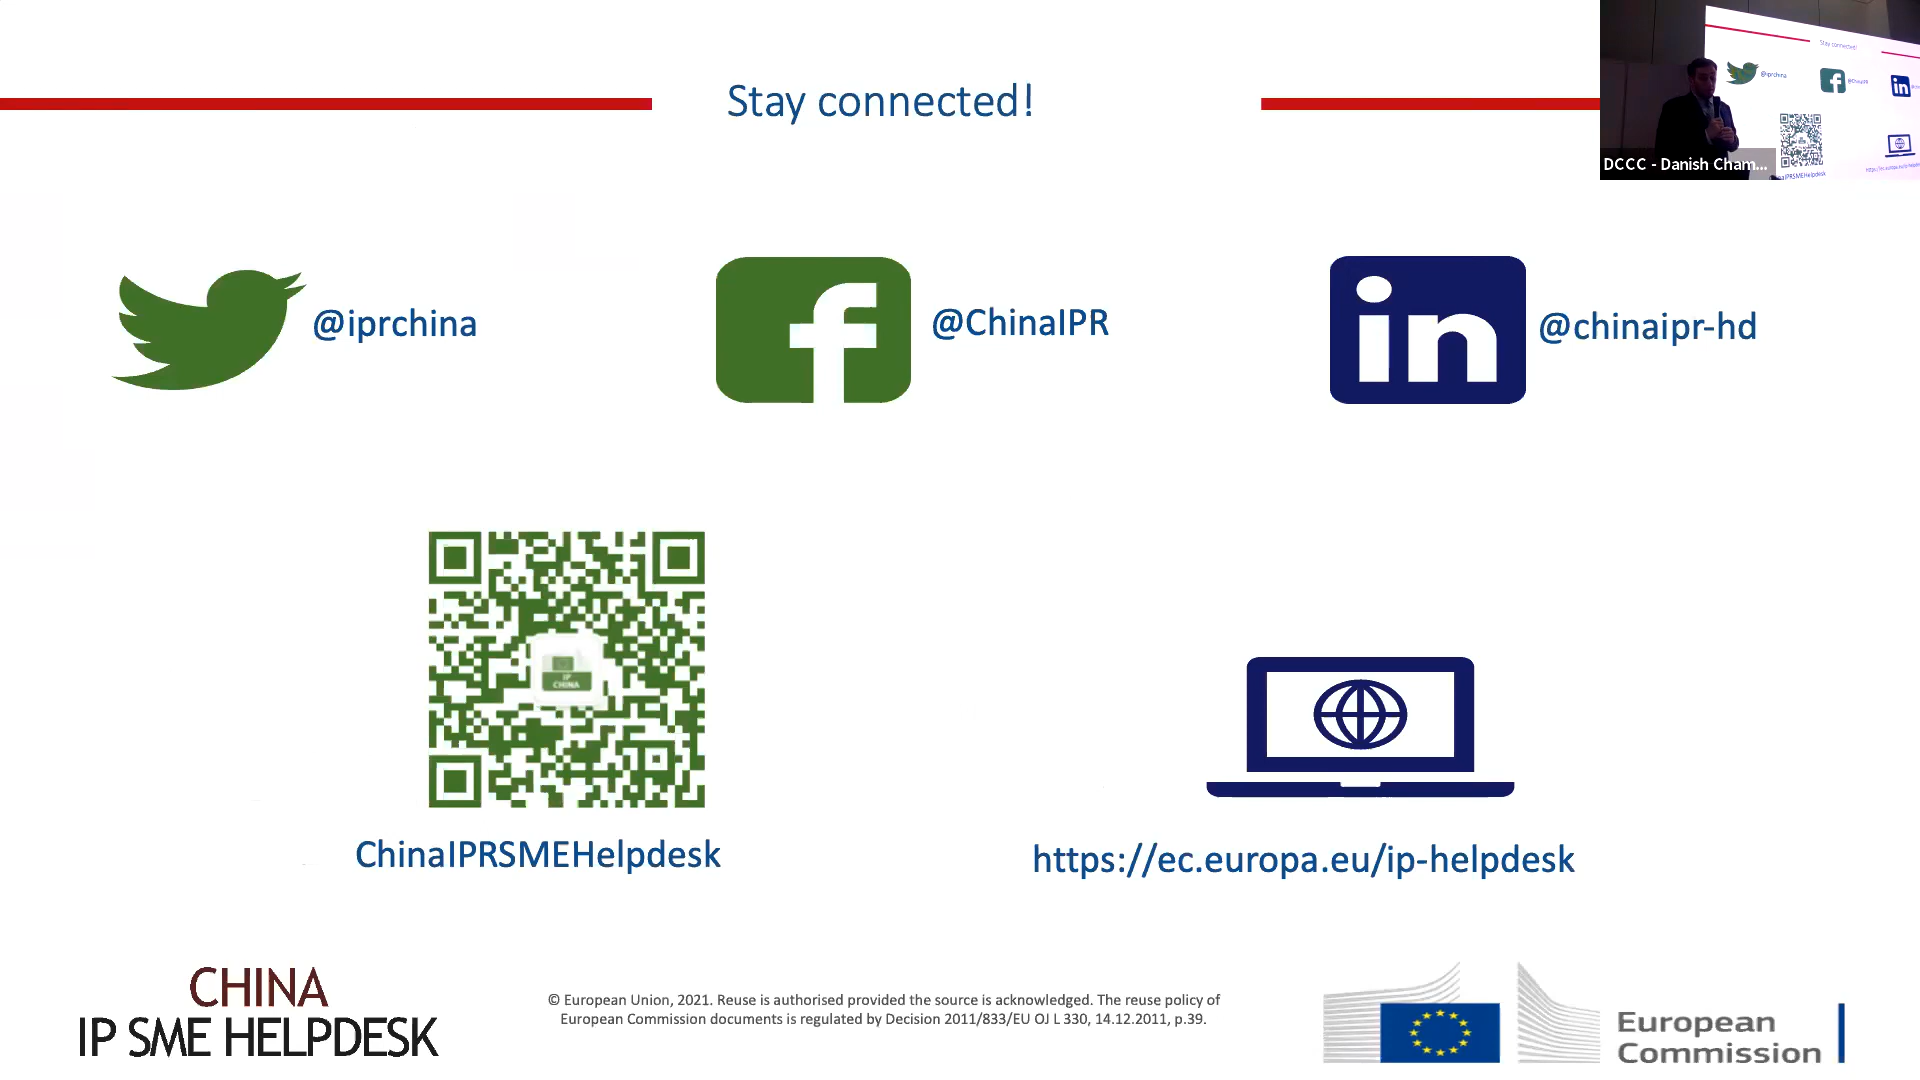 Stay connected!
DCCC - Danish Cham...
@iprchina
@ChinaIPR
@chinaipr-hd
IP
CHINA
ChinaIPRSMEHelpdesk
https://ec.europa.eu/ip-helpdesk
CHINA
IP SME HELPDESK
© European Union, 2021. Reuse is authorised provided the source is acknowledged. The reuse policy of
European Commission documents is regulated by Decision 2011/833/EU OJ L 330, 14.12.2011, p.39.
European
Commission